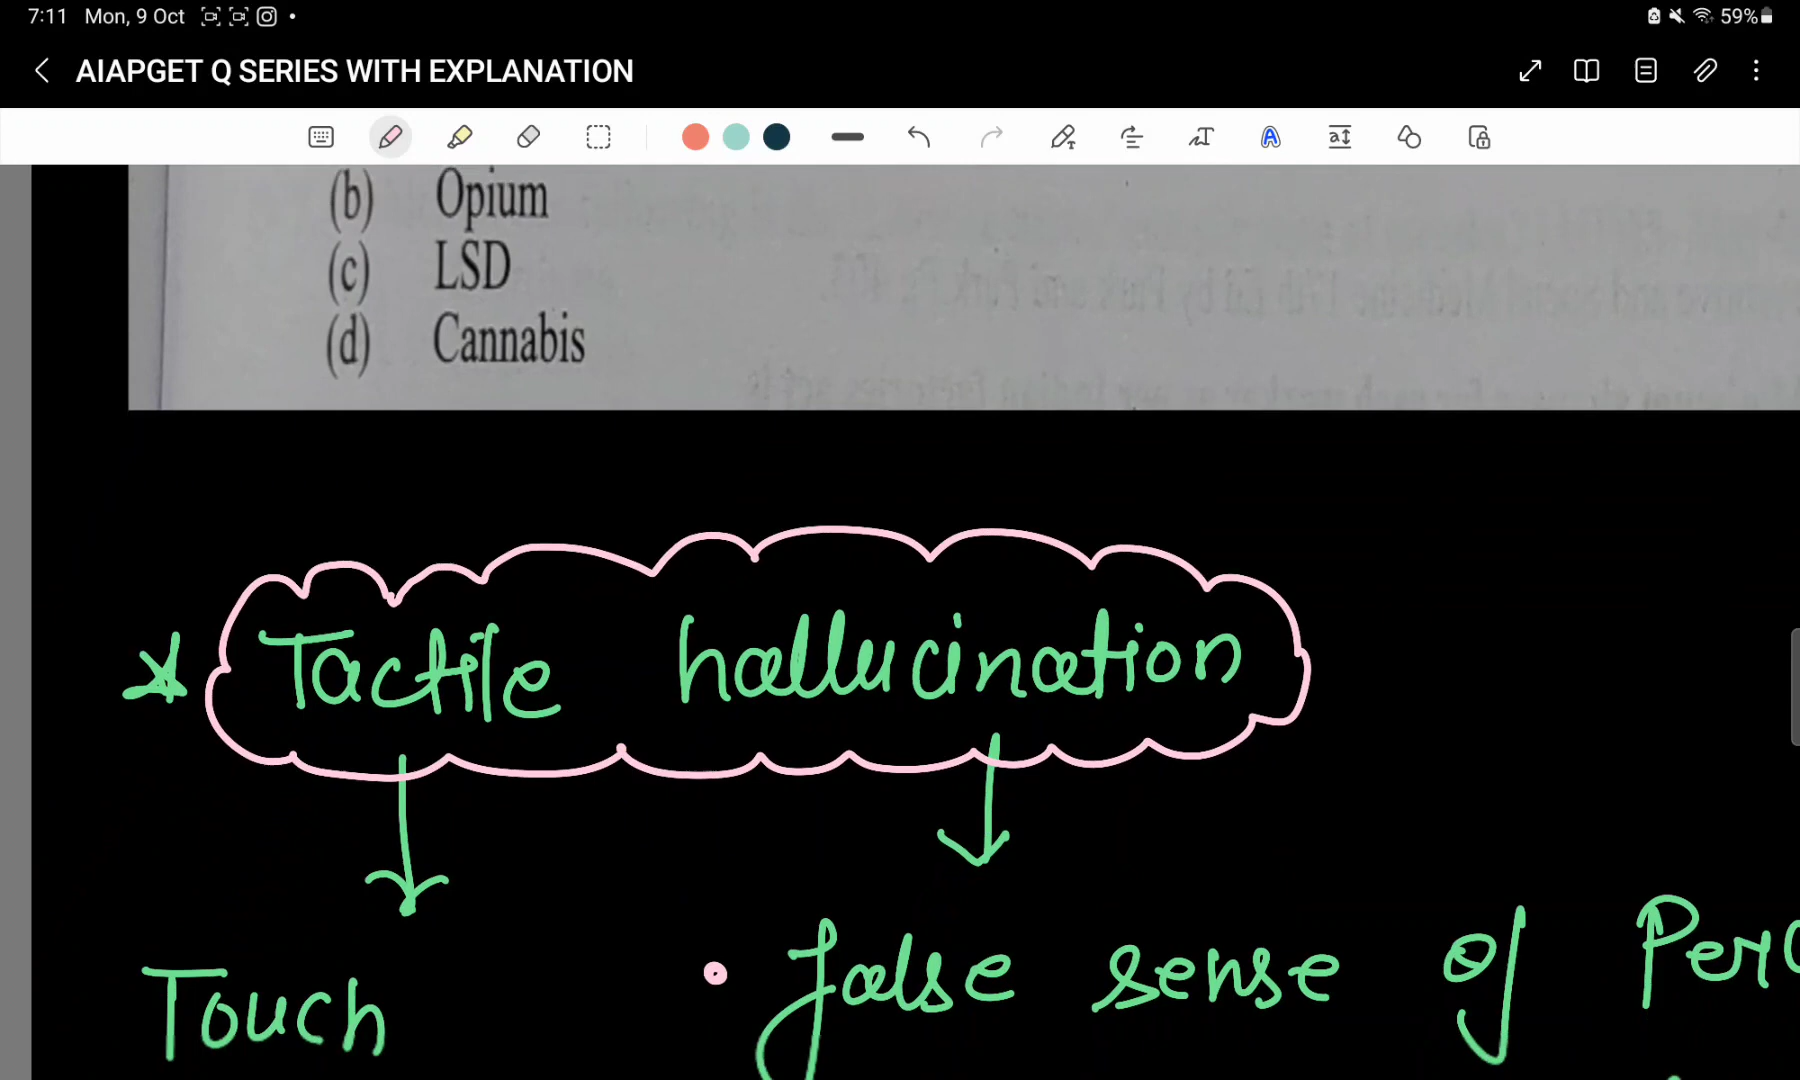 7:11 Mon, 9 Oct
59%
AIAPGET Q SERIES WITH EXPLANATION
(b) Opium
(c) LSD
(d) Cannabis
Tactile hallucination
Touch
• false sense of Perc